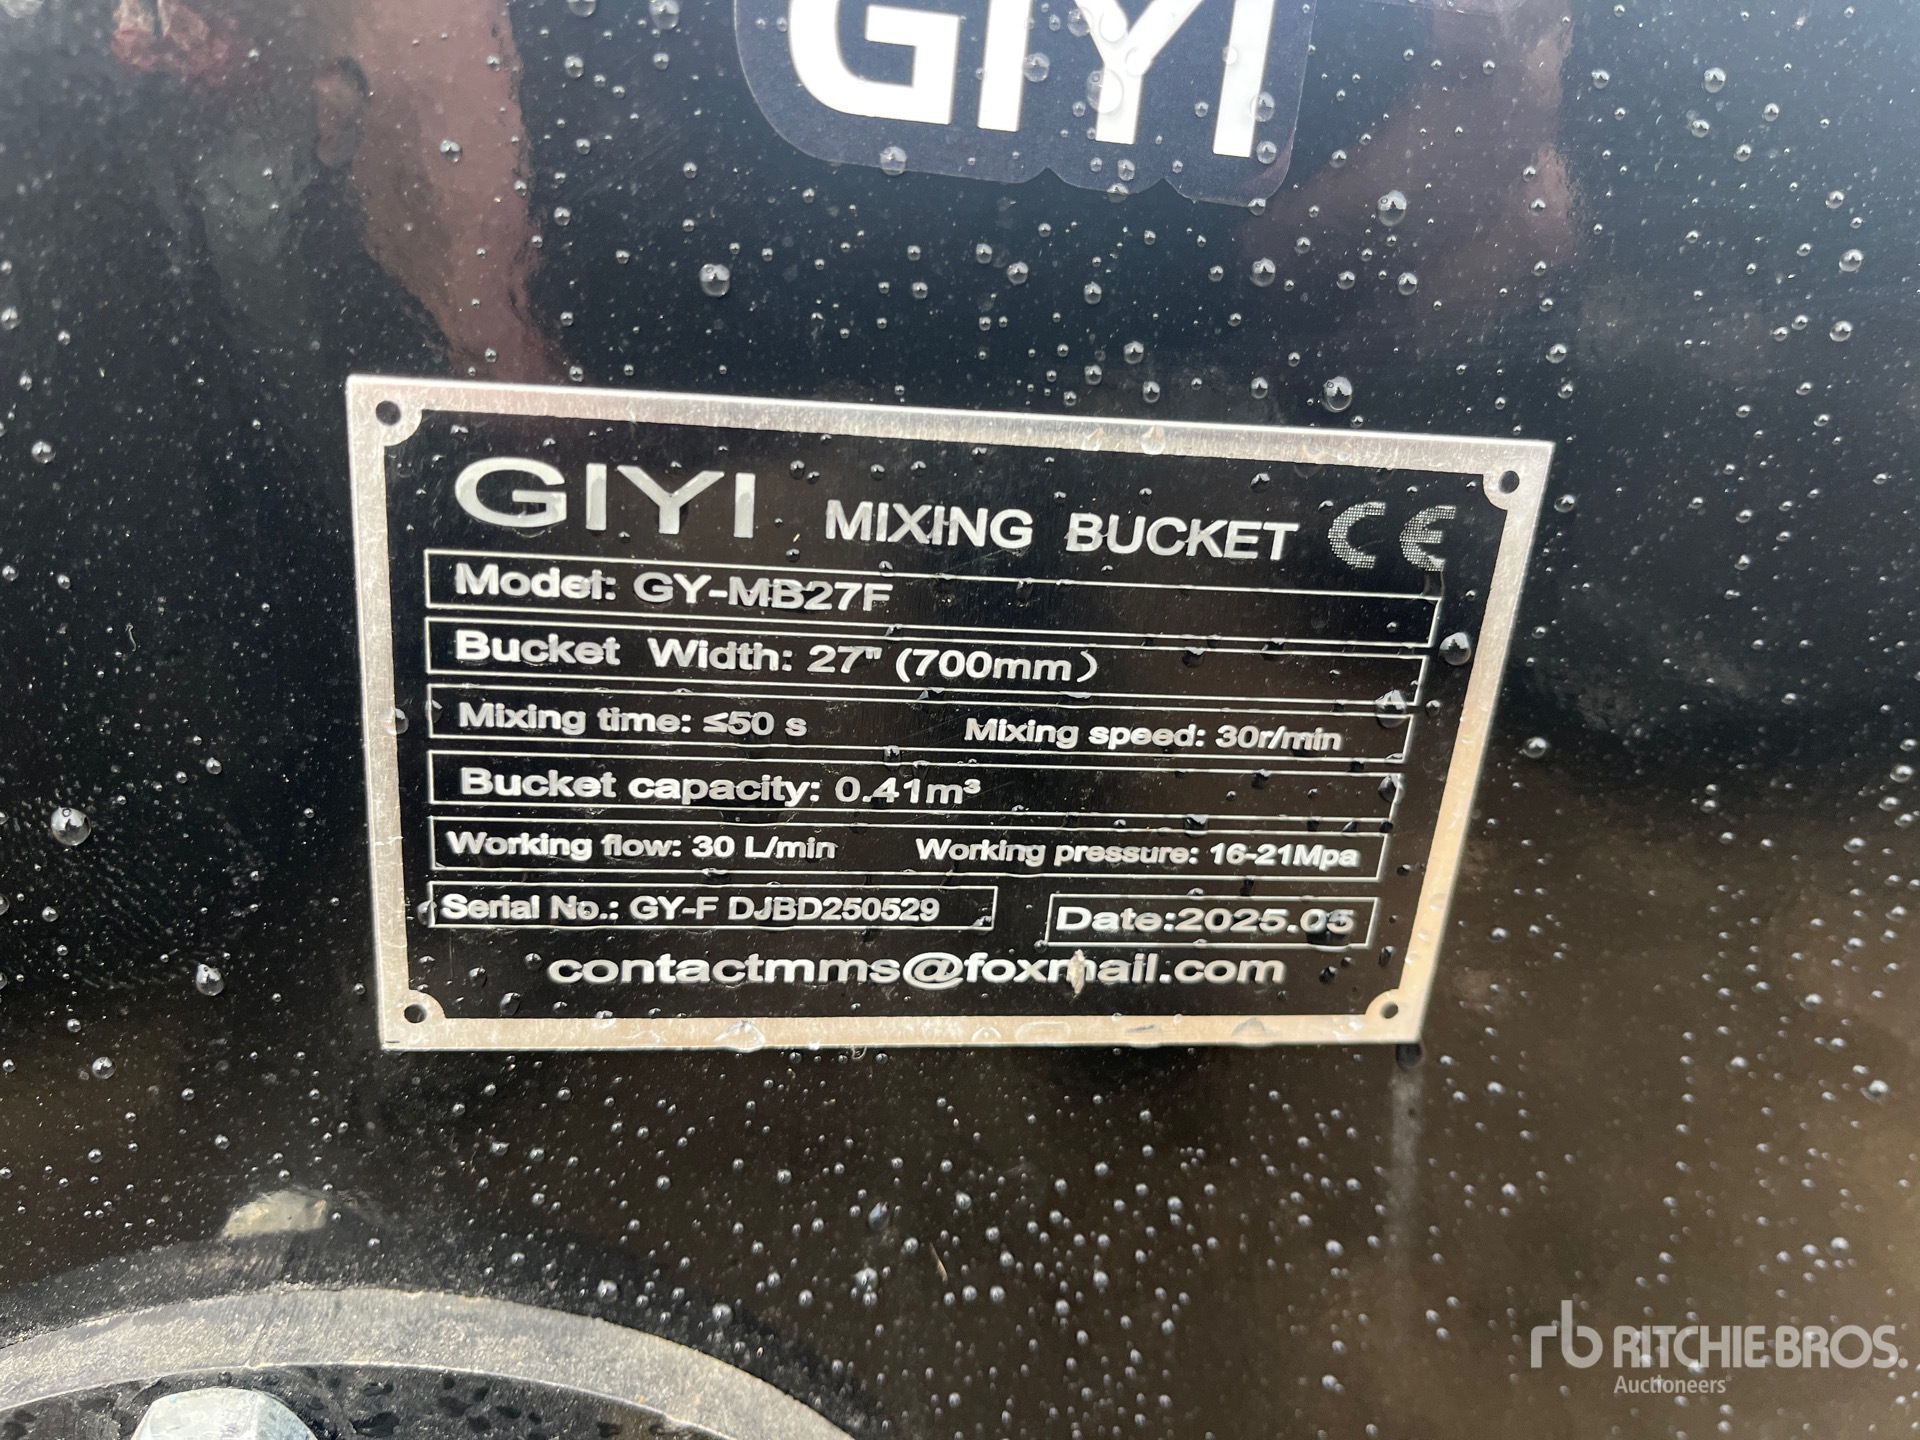 GIYI
GIYI MIXING BUCKET CE
Model: GY-MB27F
Bucket Width: 27" (700mm)
Mixing time: ≤50 s Mixing speed: 30r/min
Bucket capacity: 0.41m³
Working flow: 30 L/min Working pressure: 16-21Mpa
Serial No.: GY-F DJBD250529
Date:2025.05
contactmms@foxmail.com
rb RITCHIE BROS.
Auctioneers